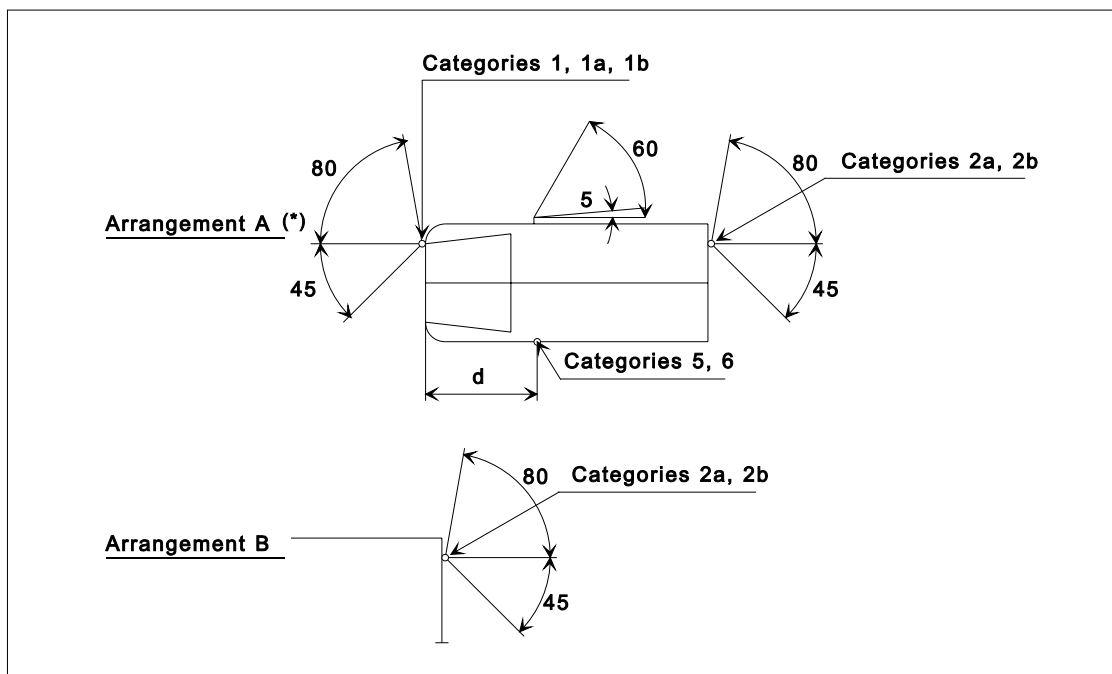 Categories 1, 1a, 1b
80
60
80
Categories 2a, 2b
5
Arrangement A (*)
45
45
Categories 5, 6
d
80
Categories 2a, 2b
Arrangement B
45